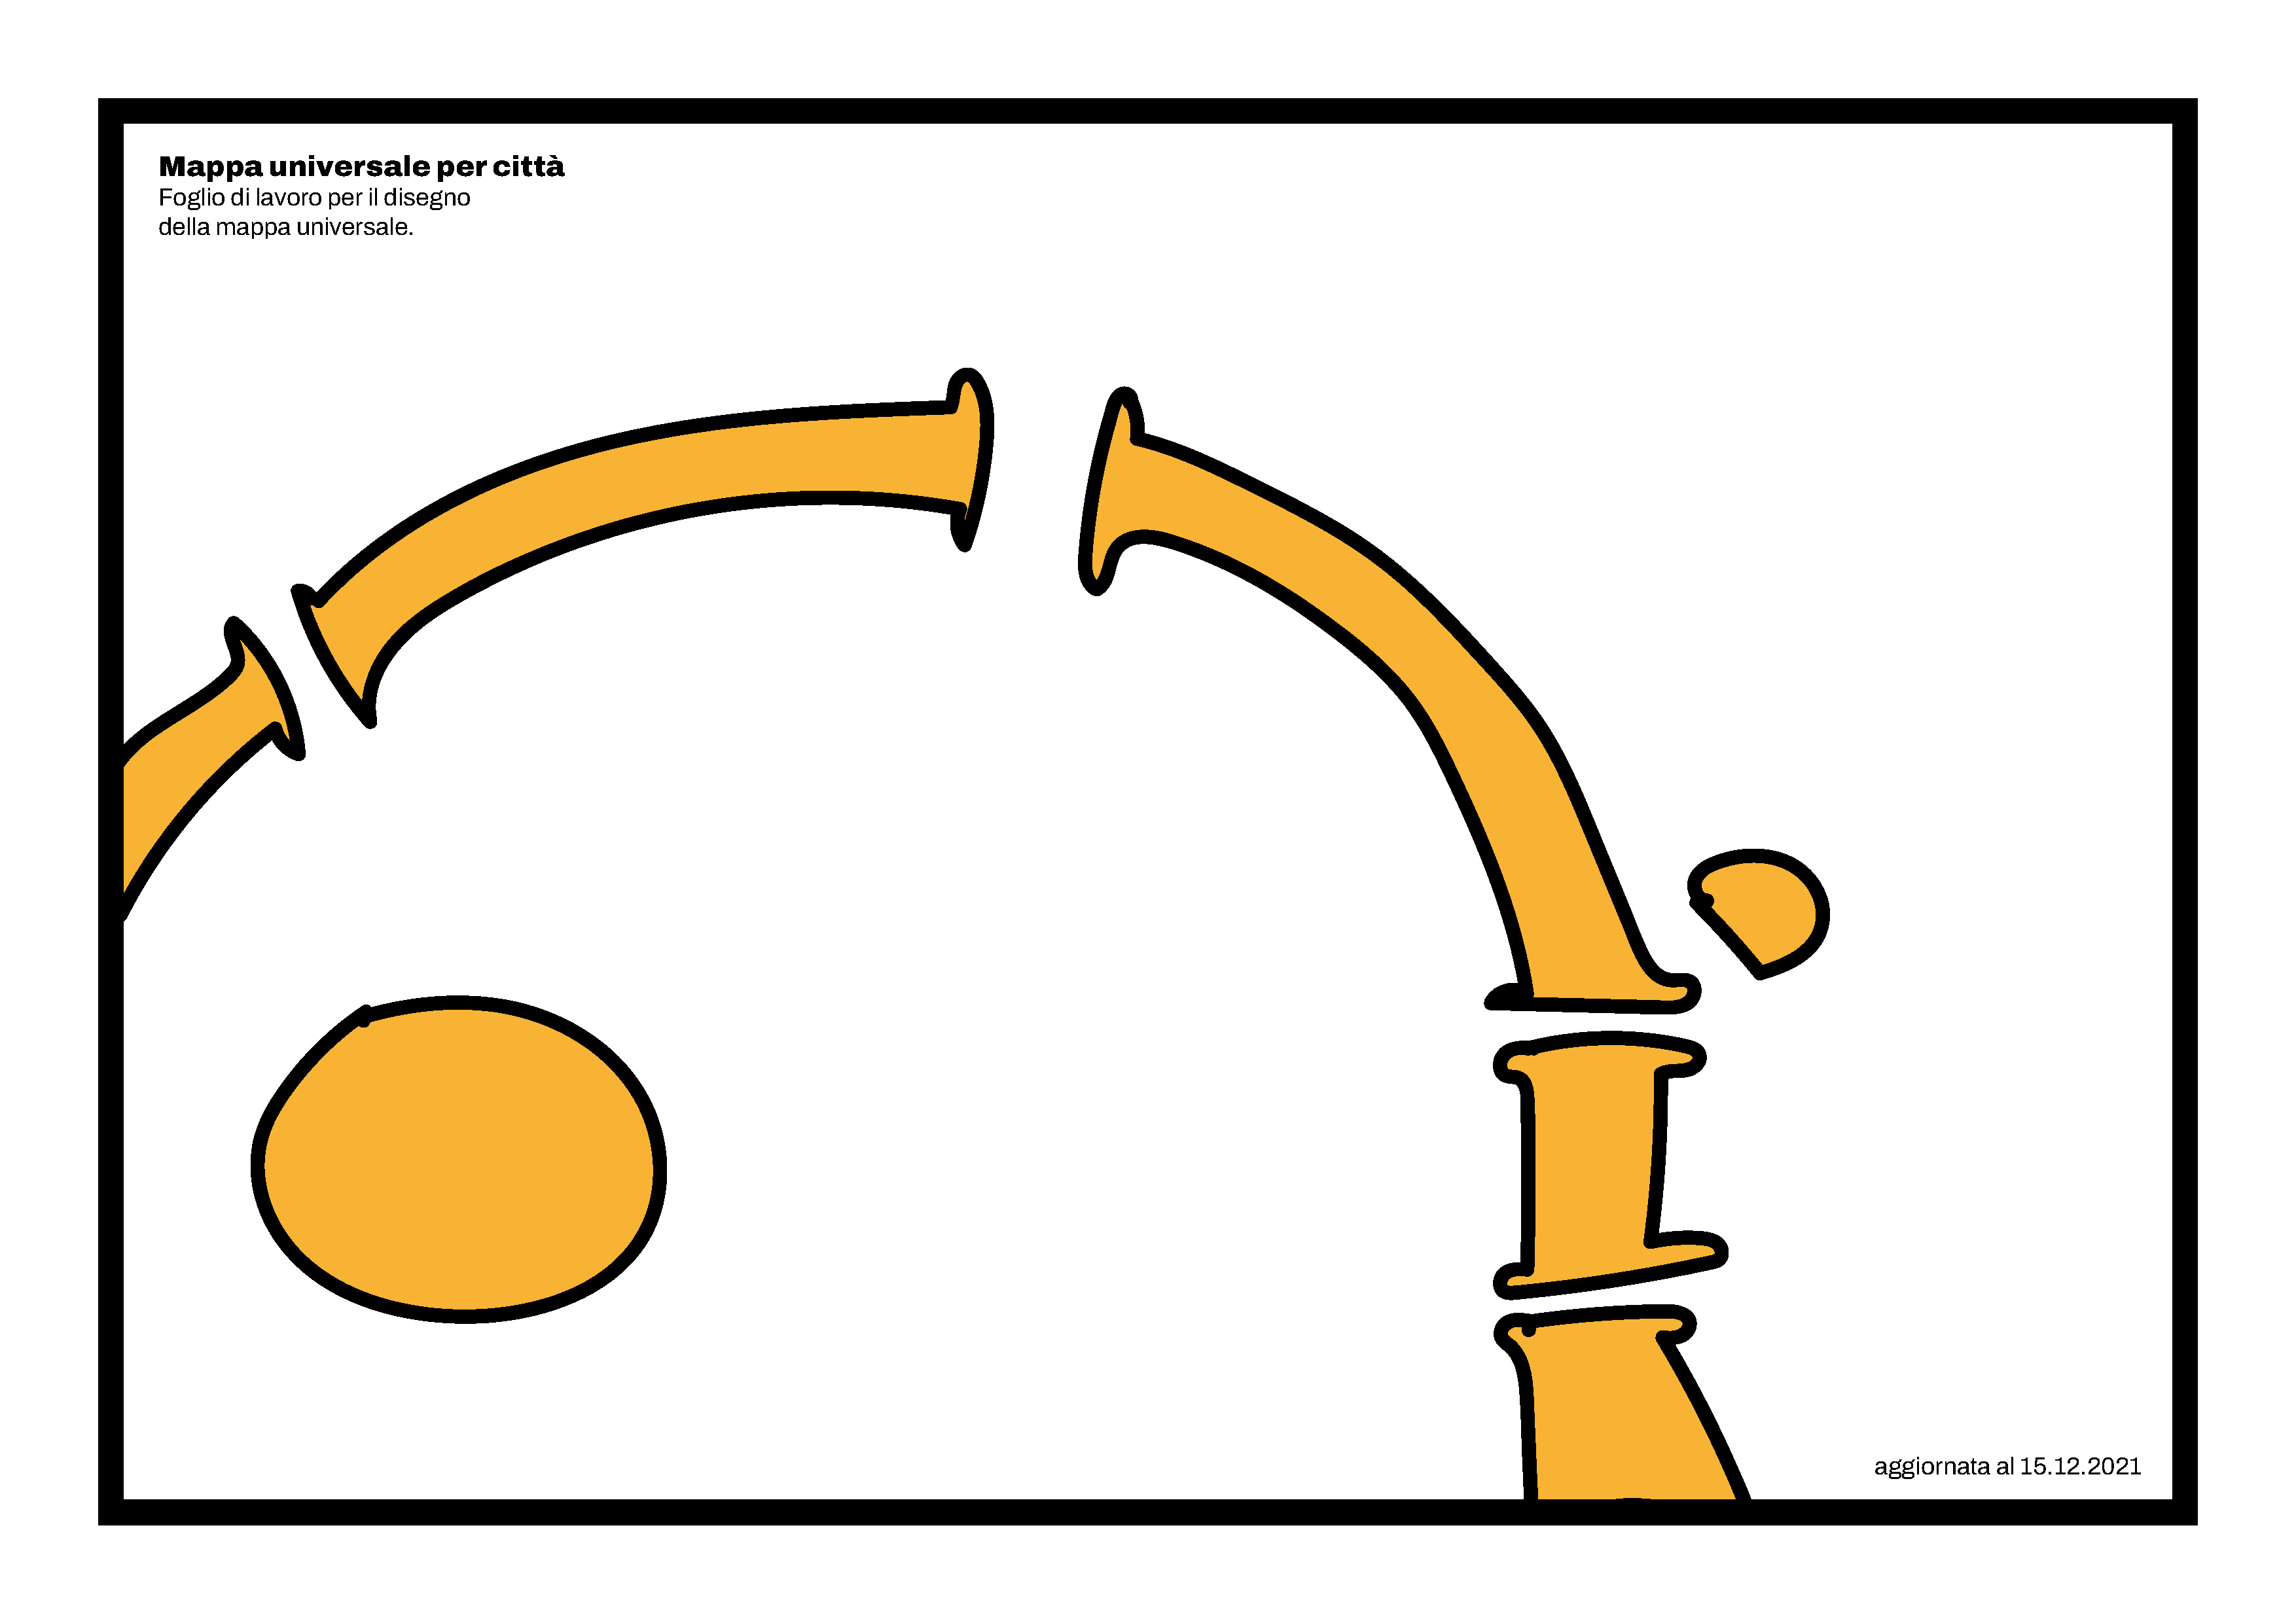 Mappa universale per città
Foglio di lavoro per il disegno
della mappa universale.
aggiornata al 15.12.2021